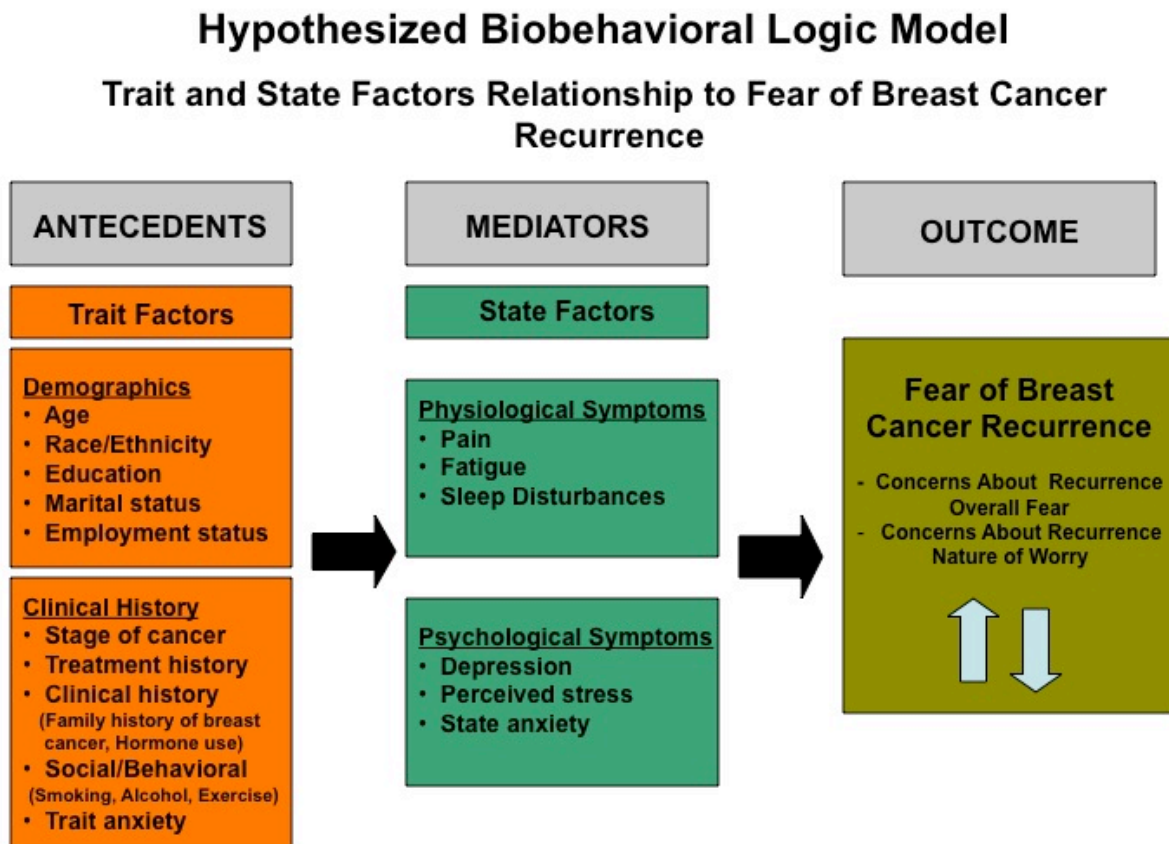 Hypothesized Biobehavioral Logic Model
Trait and State Factors Relationship to Fear of Breast Cancer
Recurrence
ANTECEDENTS
Trait Factors
Demographics
• Age
• Race/Ethnicity
• Education
• Marital status
• Employment status
Clinical History
• Stage of cancer
• Treatment history
• Clinical history
(Family history of breast
cancer, Hormone use)
• Social/Behavioral
(Smoking, Alcohol, Exercise)
• Trait anxiety
MEDIATORS
State Factors
Physiological Symptoms
• Pain
• Fatigue
• Sleep Disturbances
Psychological Symptoms
• Depression
• Perceived stress
• State anxiety
OUTCOME
Fear of Breast
Cancer Recurrence
- Concerns About Recurrence
Overall Fear
- Concerns About Recurrence
Nature of Worry